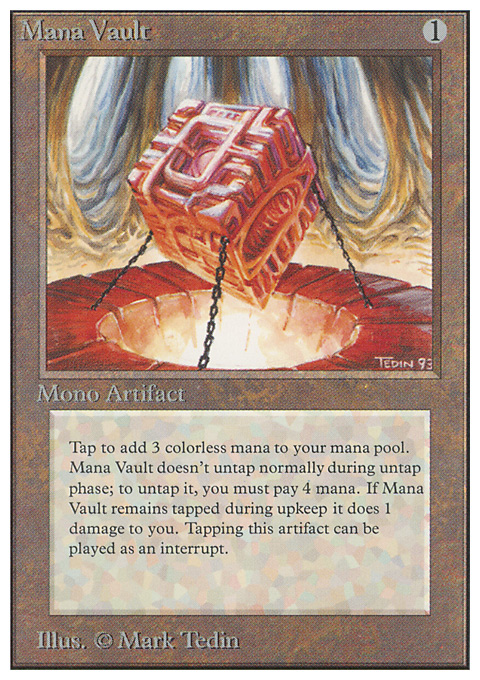 Mana Vault 1
TEDIN 93
Mono Artifact
Tap to add 3 colorless mana to your mana pool.
Mana Vault doesn't untap normally during untap
phase; to untap it, you must pay 4 mana. If Mana
Vault remains tapped during upkeep it does 1
damage to you. Tapping this artifact can be
played as an interrupt.
Illus. © Mark Tedin